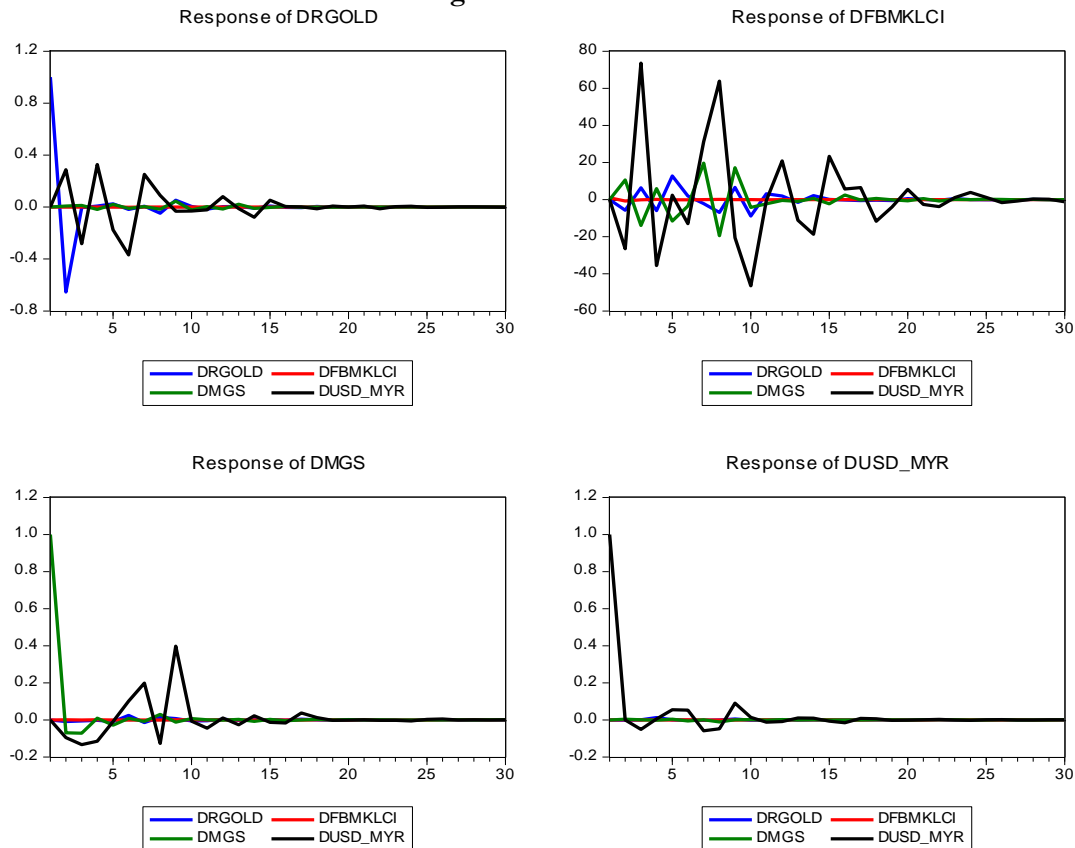 g
Response of DRGOLD
1.2
0.8
0.4
0.0
-0.4
-0.8
5 10 15 20 25 30
DRGOLD DFBMKLCI
DMGS DUSD_MYR
Response of DFBMKLCI
80
60
40
20
0
-20
-40
-60
5 10 15 20 25 30
DRGOLD DFBMKLCI
DMGS DUSD_MYR
Response of DMGS
1.2
1.0
0.8
0.6
0.4
0.2
0.0
-0.2
5 10 15 20 25 30
DRGOLD DFBMKLCI
DMGS DUSD_MYR
Response of DUSD_MYR
1.2
1.0
0.8
0.6
0.4
0.2
0.0
-0.2
5 10 15 20 25 30
DRGOLD DFBMKLCI
DMGS DUSD_MYR